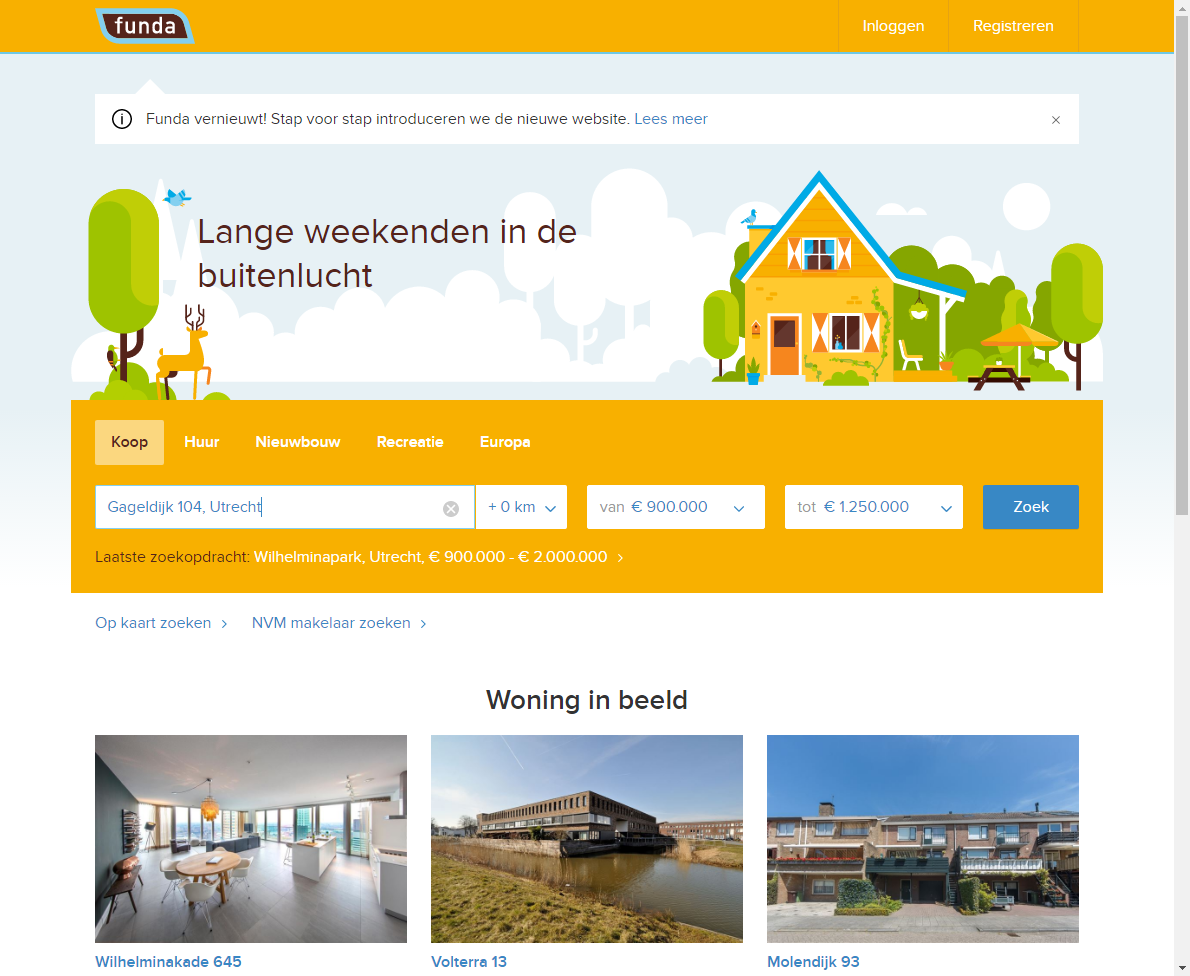 funda
Inloggen
Registreren
Funda vernieuwt! Stap voor stap introduceren we de nieuwe website. Lees meer
Lange weekenden in de
buitenlucht
Koop
Huur
Nieuwbouw
Recreatie
Europa
Gageldijk 104, Utrecht
+ 0 km
van € 900.000
tot € 1.250.000
Zoek
Laatste zoekopdracht: Wilhelminapark, Utrecht, € 900.000 - € 2.000.000
Op kaart zoeken
NVM makelaar zoeken
Woning in beeld
Wilhelminakade 645
Volterra 13
Molendijk 93